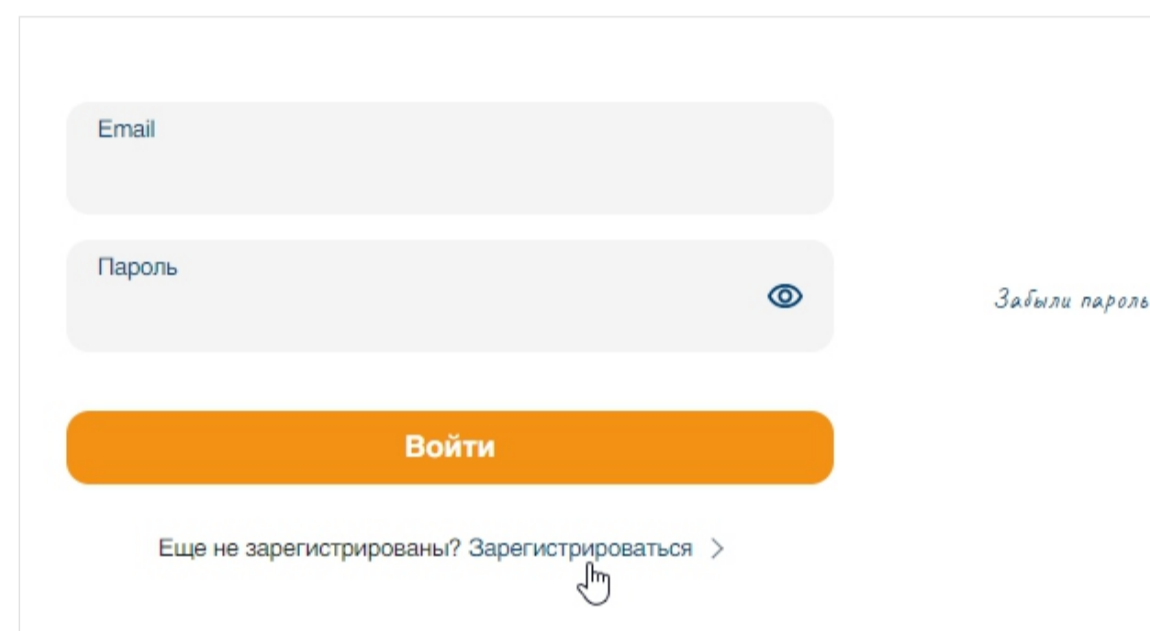 Email
Пароль
Забыли пароль
Войти
Еще не зарегистрированы? Зарегистрироваться >